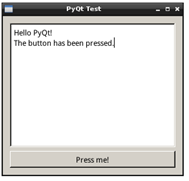 PyQt Test
Hello PyQt!
The button has been pressed.
Press me!